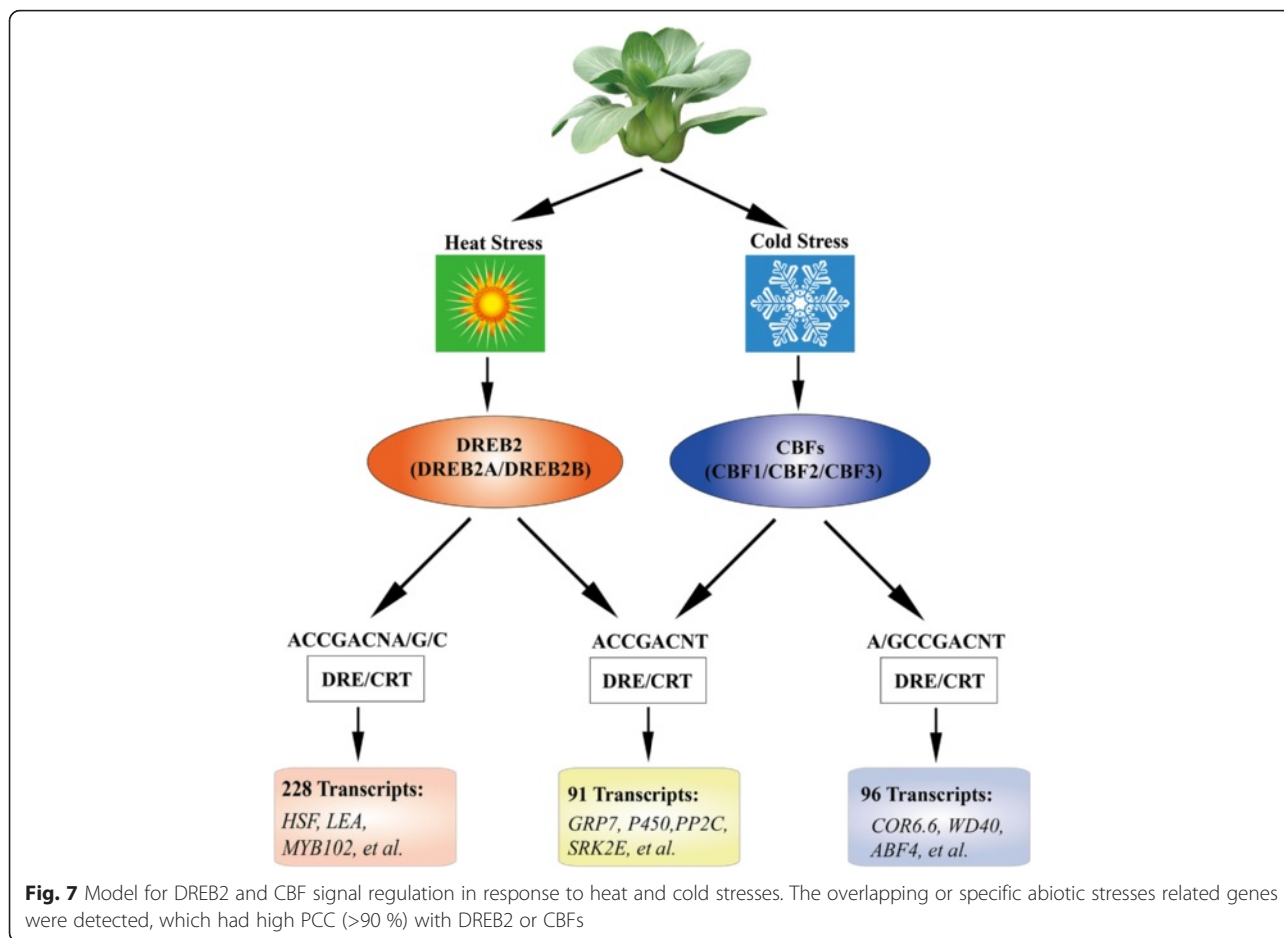 Heat Stress
Cold Stress
DREB2
(DREB2A/DREB2B)
CBFs
(CBF1/CBF2/CBF3)
ACCGACNA/G/C
ACCGACNT
A/GCCGACNT
DRE/CRT
DRE/CRT
DRE/CRT
228 Transcripts:
HSF, LEA,
MYB102, et al.
91 Transcripts:
GRP7, P450,PP2C,
SRK2E, et al.
96 Transcripts:
COR6.6, WD40,
ABF4, et al.
Fig. 7 Model for DREB2 and CBF signal regulation in response to heat and cold stresses. The overlapping or specific abiotic stresses related genes
were detected, which had high PCC (>90 %) with DREB2 or CBFs